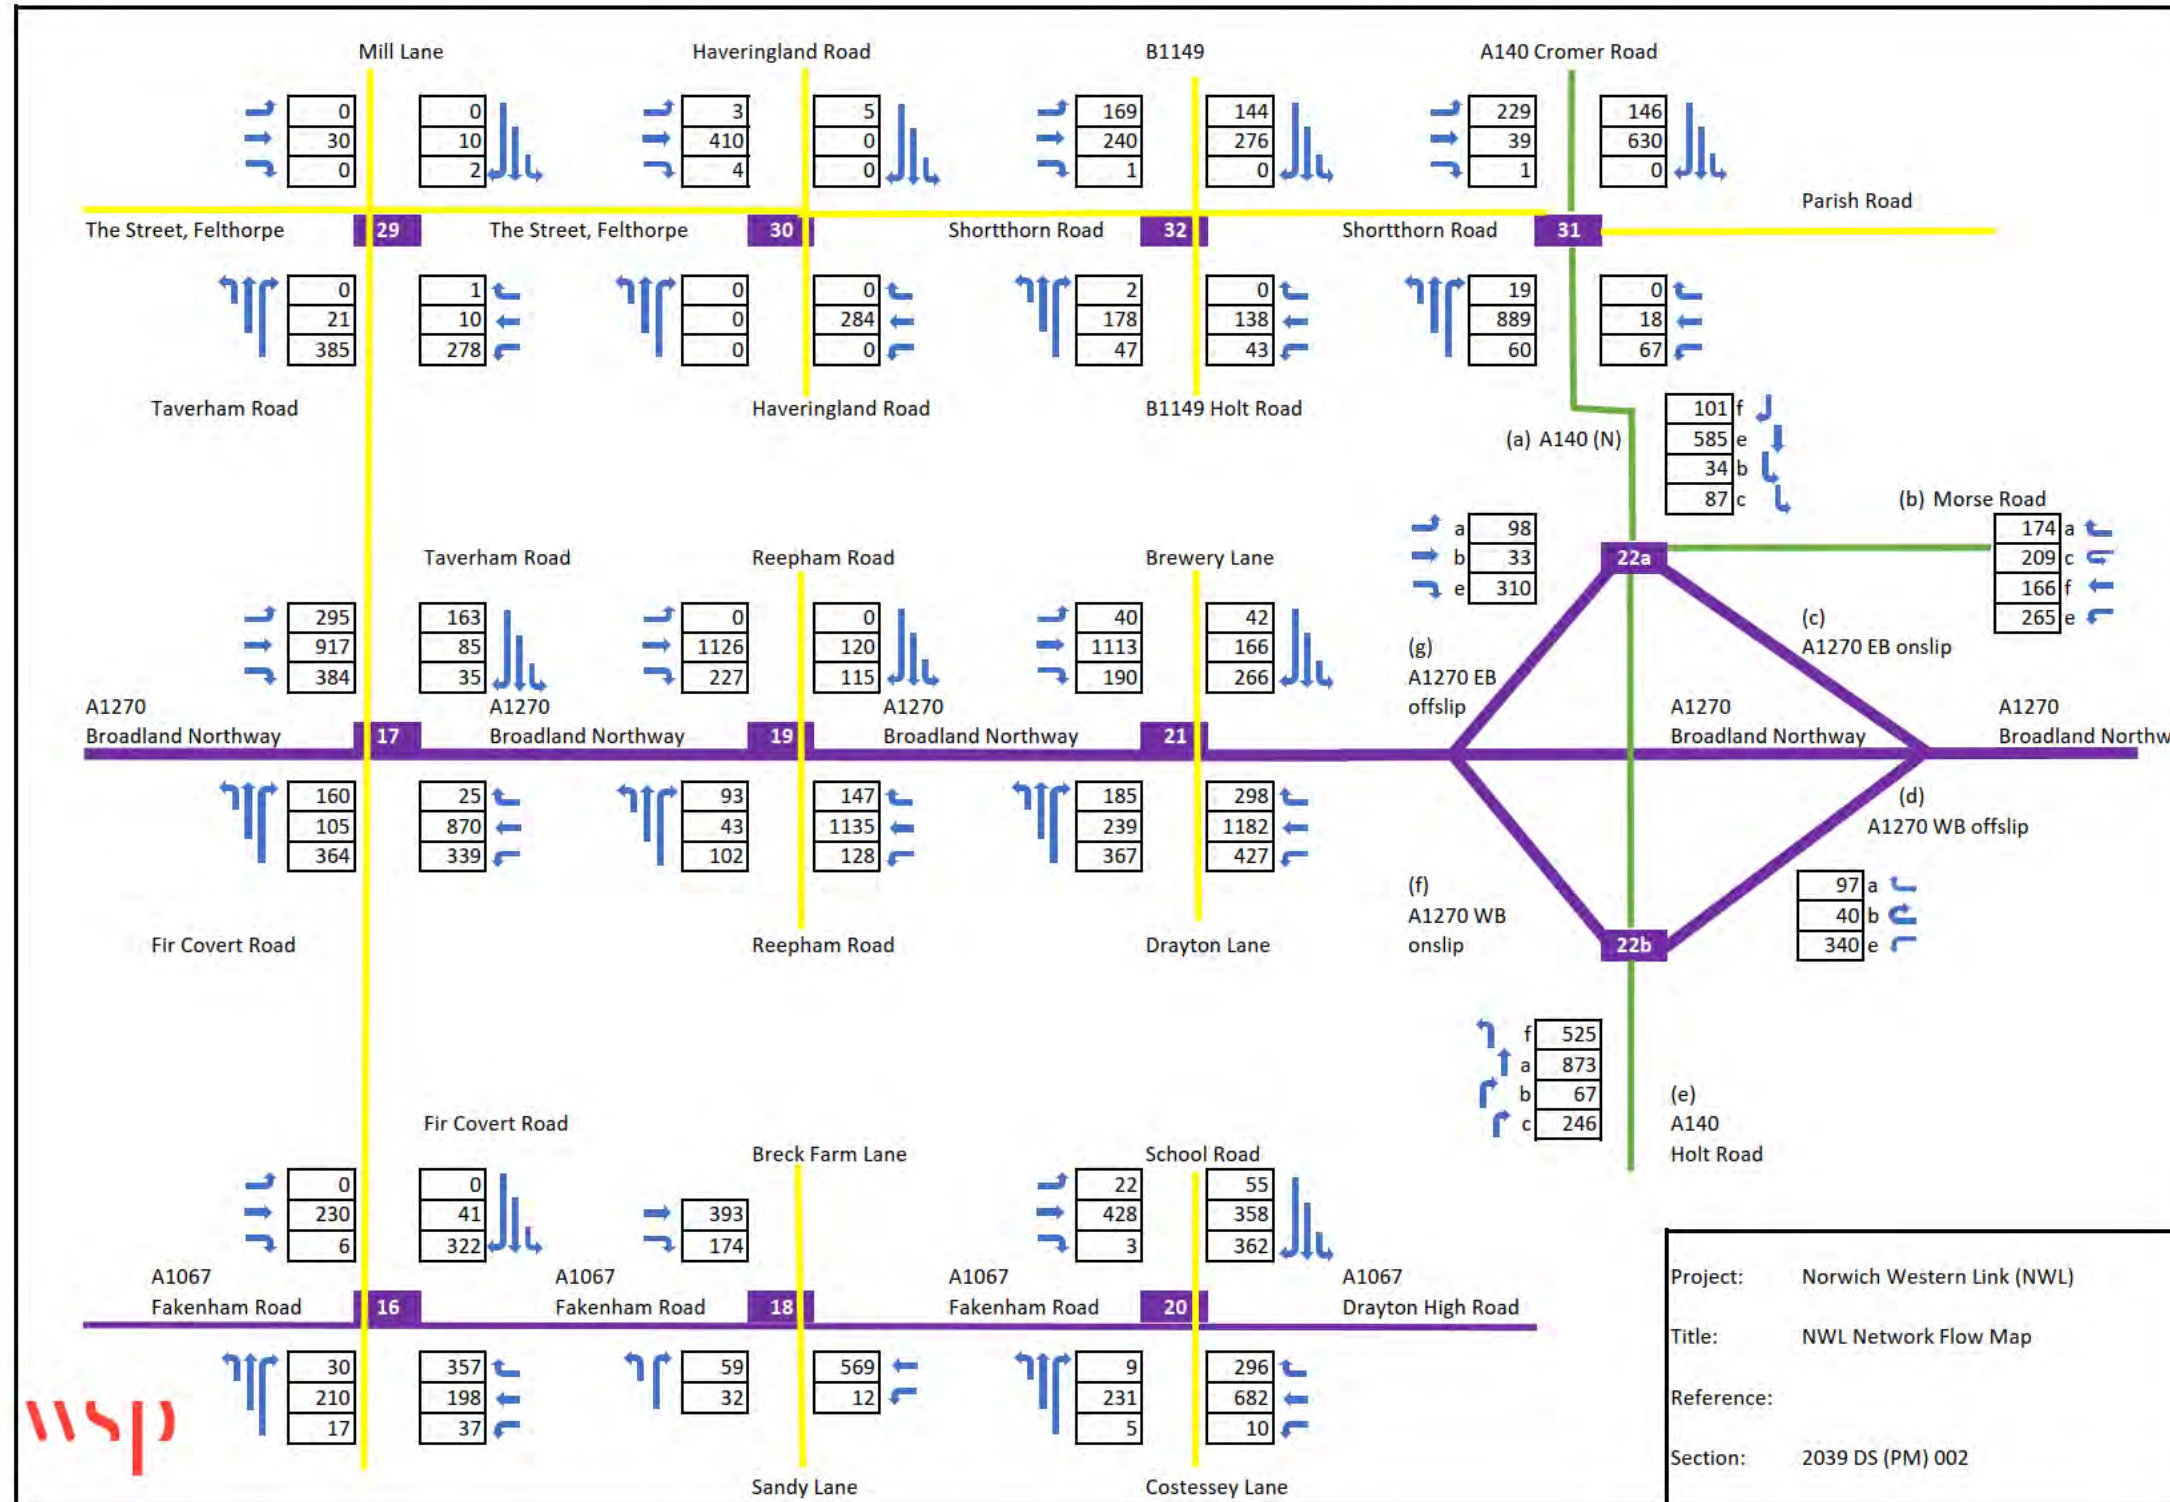 Mill Lane Haveringland Road B1149 A140 Cromer Road
0 0 3 5 169 144 229 146
30 10 410 0 240 276 39 630
0 2 4 0 1 0 1 0
Parish Road
The Street, Felthorpe 29 The Street, Felthorpe 30 Shortthorn Road 32 Shortthorn Road 31
0 1 0 0 2 0 19 0
21 10 0 284 178 138 889 18
385 278 0 0 47 43 60 67
Taverham Road Haveringland Road B1149 Holt Road
101 f
(a) A140 (N) 585 e
34 b
87 c
(b) Morse Road
a 98 174 a
b 33 22a 209 c
e 310 166 f
265 e
Taverham Road Reepham Road Brewery Lane
295 163 0 0 40 42
917 85 1126 120 1113 166
384 35 227 115 190 266
(c)
A1270 EB onslip
(g)
A1270 EB
offslip
A1270 A1270 A1270 A1270 A1270
Broadland Northway 17 Broadland Northway 19 Broadland Northway 21 Broadland Northway Broadland Northw
160 25 93 147 185 298
105 870 43 1135 239 1182
364 339 102 128 367 427
(d)
A1270 WB offslip
(f)
A1270 WB
onslip
97 a
40 b
340 e
Fir Covert Road Reepham Road Drayton Lane 22b
f 525
a 873
b 67
c 246
(e)
A140
Holt Road
Fir Covert Road
Breck Farm Lane School Road
0 0 22 55
230 41 393 428 358
6 322 174 3 362
A1067 A1067 A1067 A1067
Fakenham Road 16 Fakenham Road 18 Fakenham Road 20 Drayton High Road
30 357 59 569 9 296
210 198 32 12 231 682
17 37 5 10
Sandy Lane Costessey Lane
wsp
Project: Norwich Western Link (NWL)
Title: NWL Network Flow Map
Reference:
Section: 2039 DS (PM) 002